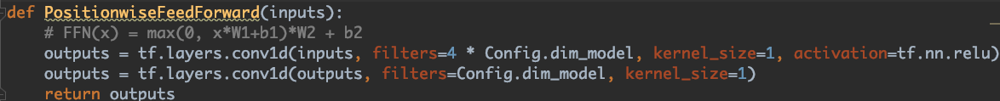 def PositionwiseFeedForward(inputs):
    # FFN(x) = max(0, x*W1+b1)*W2 + b2
    outputs = tf.layers.conv1d(inputs, filters=4 * Config.dim_model, kernel_size=1, activation=tf.nn.relu)
    outputs = tf.layers.conv1d(outputs, filters=Config.dim_model, kernel_size=1)
    return outputs